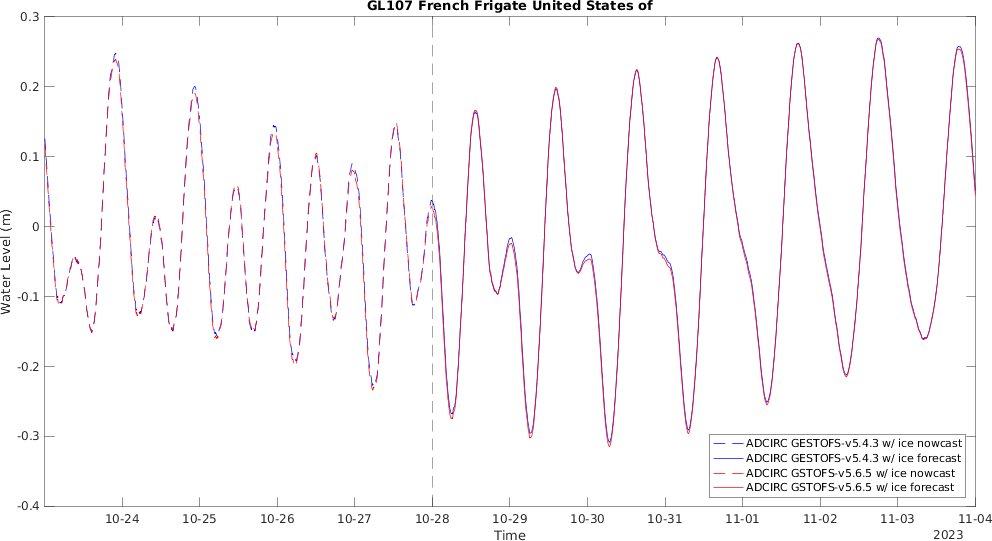 GL107 French Frigate United States of
0.3
0.2
0.1
0
-0.1
-0.2
-0.3
-0.4
Water Level (m)
ADCIRC GESTOFS-v5.4.3 w/ ice nowcast
ADCIRC GESTOFS-v5.4.3 w/ ice forecast
ADCIRC GSTOFS-v5.6.5 w/ ice nowcast
ADCIRC GSTOFS-v5.6.5 w/ ice forecast
10-24 10-25 10-26 10-27 10-28 10-29 10-30 10-31 11-01 11-02 11-03 11-04
Time
2023